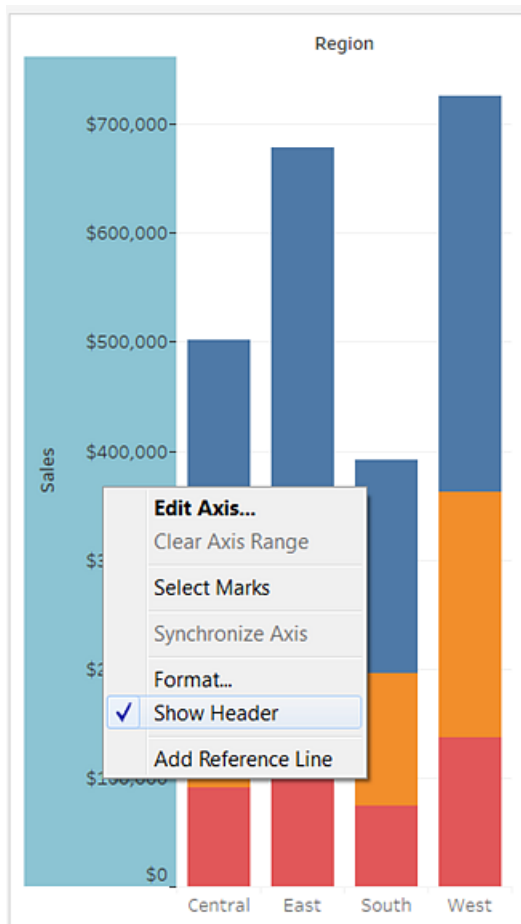 Region
$700,000
$600,000
$500,000
$400,000
Sales
Edit Axis...
Clear Axis Range
Select Marks
Synchronize Axis
Format...
Show Header
Add Reference Line
$0
Central East South West